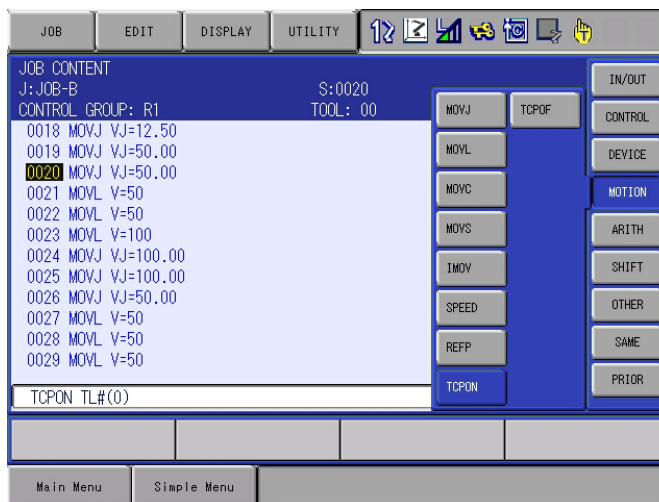 JOB
EDIT
DISPLAY
UTILITY
JOB CONTENT
J:JOB-B
S:0020
CONTROL GROUP: R1
TOOL: 00
0018 MOVJ VJ=12.50
0019 MOVJ VJ=50.00
0020 MOVJ VJ=50.00
0021 MOVL V=50
0022 MOVL V=50
0023 MOVL V=100
0024 MOVJ VJ=100.00
0025 MOVJ VJ=100.00
0026 MOVJ VJ=50.00
0027 MOVL V=50
0028 MOVL V=50
0029 MOVL V=50
TCPON TL#(0)
MOVJ
TCPOF
MOVL
MOVC
MOVS
IMOV
SPEED
REFP
TCPON
IN/OUT
CONTROL
DEVICE
MOTION
ARITH
SHIFT
OTHER
SAME
PRIOR
Main Menu
Simple Menu